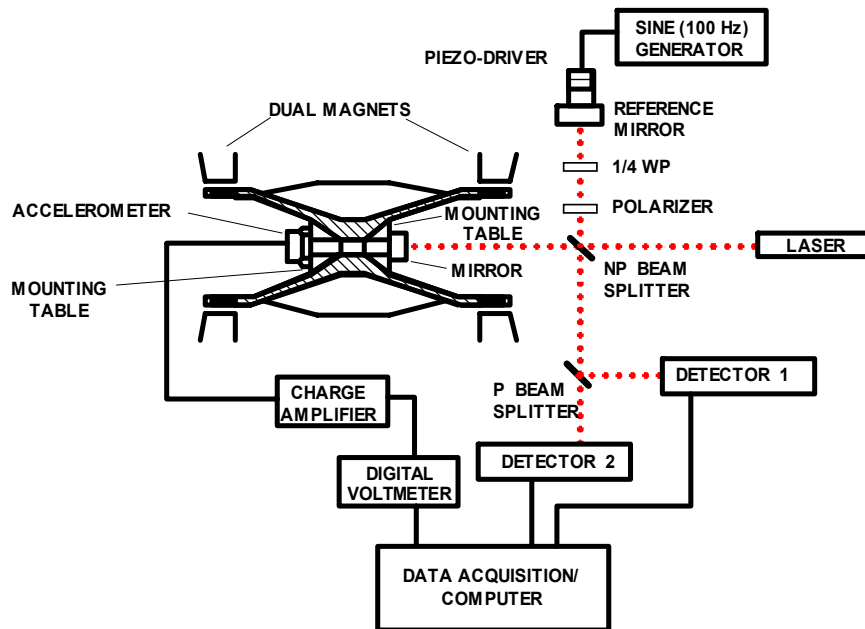 SINE (100 Hz)
GENERATOR
PIEZO-DRIVER
DUAL MAGNETS
REFERENCE
MIRROR
1/4 WP
ACCELEROMETER
MOUNTING
TABLE
POLARIZER
LASER
MIRROR
NP BEAM
SPLITTER
MOUNTING
TABLE
P BEAM
SPLITTER
DETECTOR 1
CHARGE
AMPLIFIER
DETECTOR 2
DIGITAL
VOLTMETER
DATA ACQUISITION/
COMPUTER